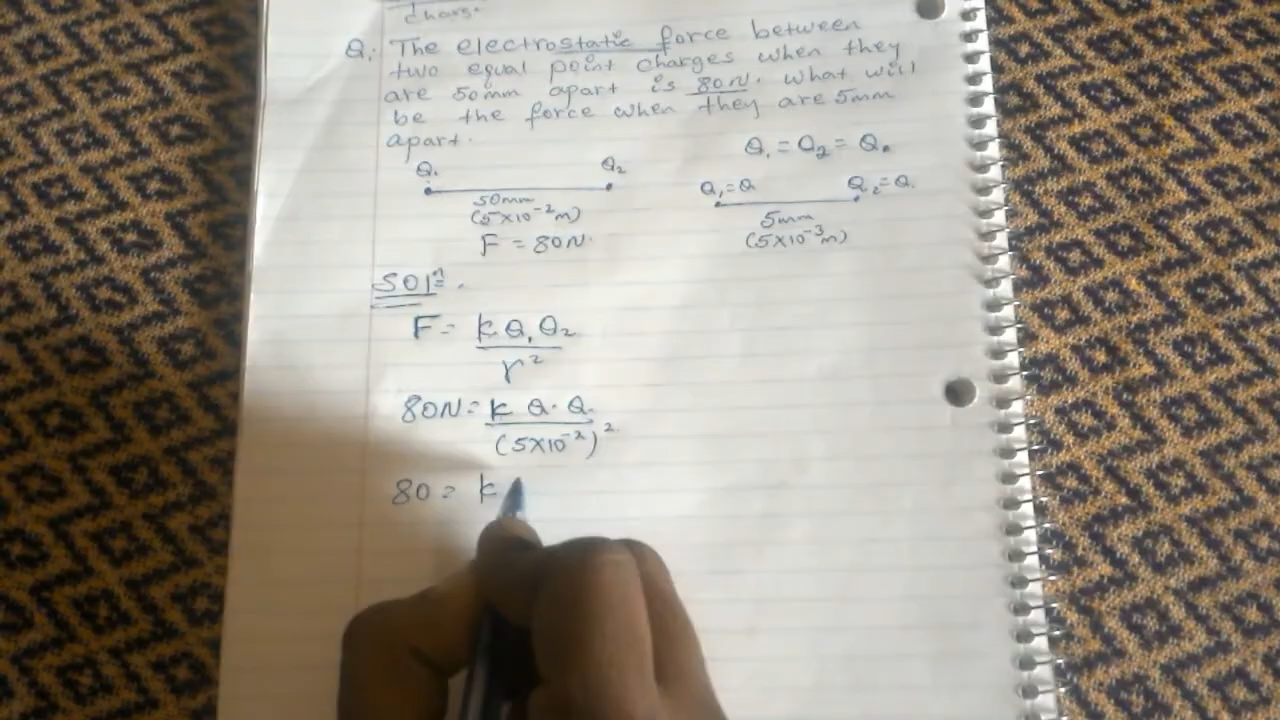 charge
Q. The electrostatic force between
two equal point charges when they
are 50mm apart is 80N. What will
be the force when they are 5mm
apart.
Q₁ = Q₂ = Q.
Q₁ Q₂
50mm
(5×10⁻²m)
F = 80N.
Q₁=Q Q₂=Q.
5mm
(5×10⁻³m)
Solⁿ.
F = kQ₁Q₂
r²
80N = k Q. Q.
(5×10⁻²)²
80 = k